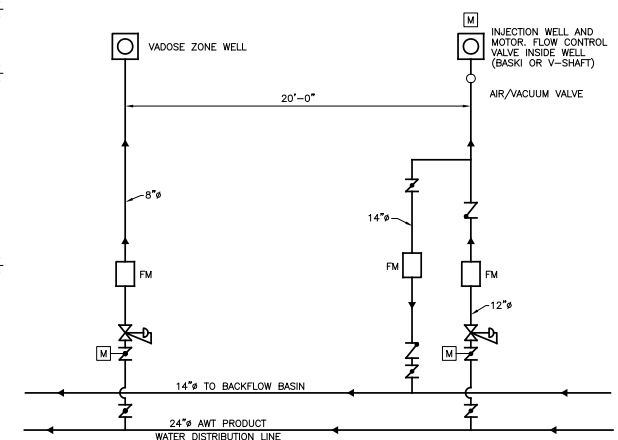 M
INJECTION WELL AND
MOTOR. FLOW CONTROL
VALVE INSIDE WELL
(BASKI OR V-SHAFT)
VADOSE ZONE WELL
AIR/VACUUM VALVE
20'-0"
8"ø
14"ø
FM
FM
FM
12"ø
M
M
14"ø TO BACKFLOW BASIN
24"ø AWT PRODUCT
WATER DISTRIBUTION LINE